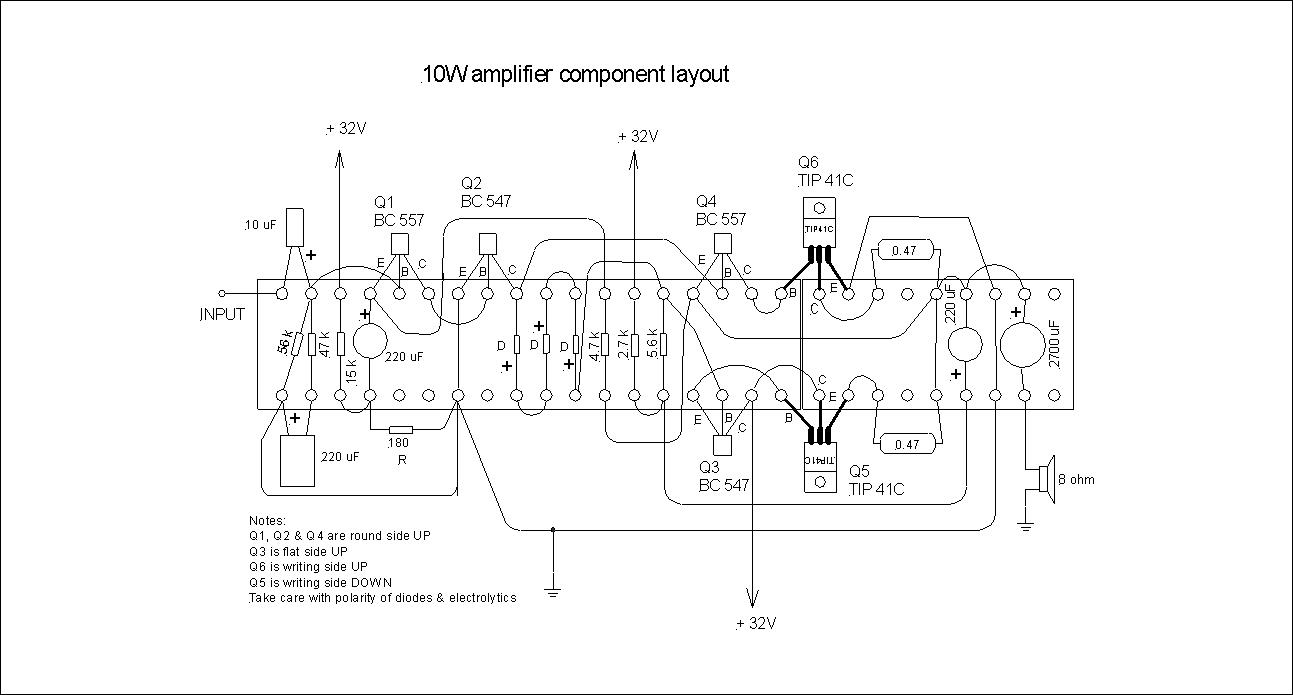 10W amplifier component layout
+ 32V
+ 32V
Q6
TIP 41C
Q2
BC 547
Q1
BC 557
Q4
BC 557
10 uF
+
TIP41C
0.47
E
B
C
E
B
C
E
B
C
B
E
C
INPUT
+
56 k
47 k
15 k
220 uF
D
+
+
D
D
+
4.7 k
2.7 k
5.6 k
220 uF
+
+
2700 uF
C
E
B
+
220 uF
180
R
E
B
C
Q3
BC 547
TIP41C
0.47
Q5
TIP 41C
8 ohm
Notes:
Q1, Q2 & Q4 are round side UP
Q3 is flat side UP
Q6 is writing side UP
Q5 is writing side DOWN
Take care with polarity of diodes & electrolytics
+ 32V